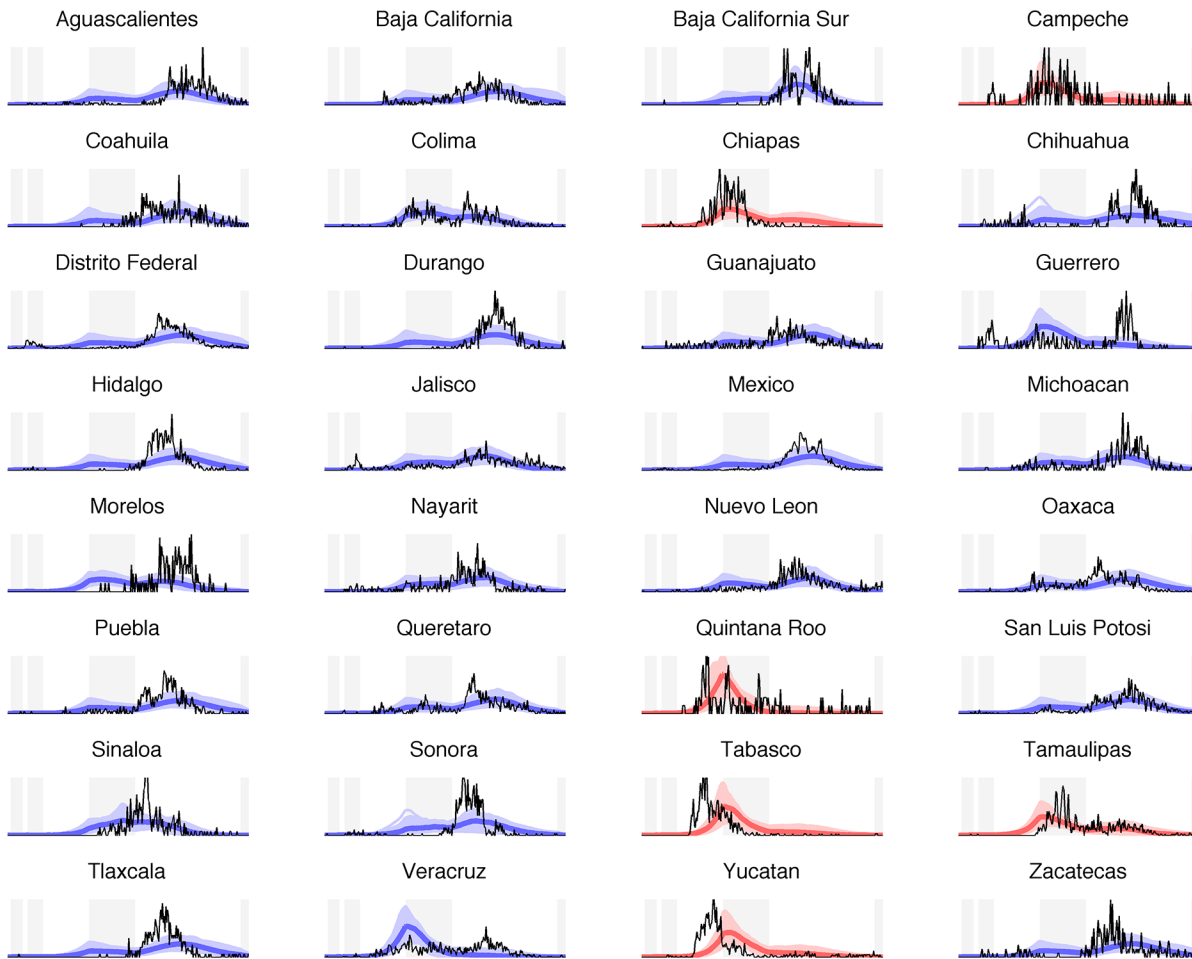 Aguascalientes
Baja California
Baja California Sur
Campeche
Coahuila
Colima
Chiapas
Chihuahua
Distrito Federal
Durango
Guanajuato
Guerrero
Hidalgo
Jalisco
Mexico
Michoacan
Morelos
Nayarit
Nuevo Leon
Oaxaca
Puebla
Queretaro
Quintana Roo
San Luis Potosi
Sinaloa
Sonora
Tabasco
Tamaulipas
Tlaxcala
Veracruz
Yucatan
Zacatecas